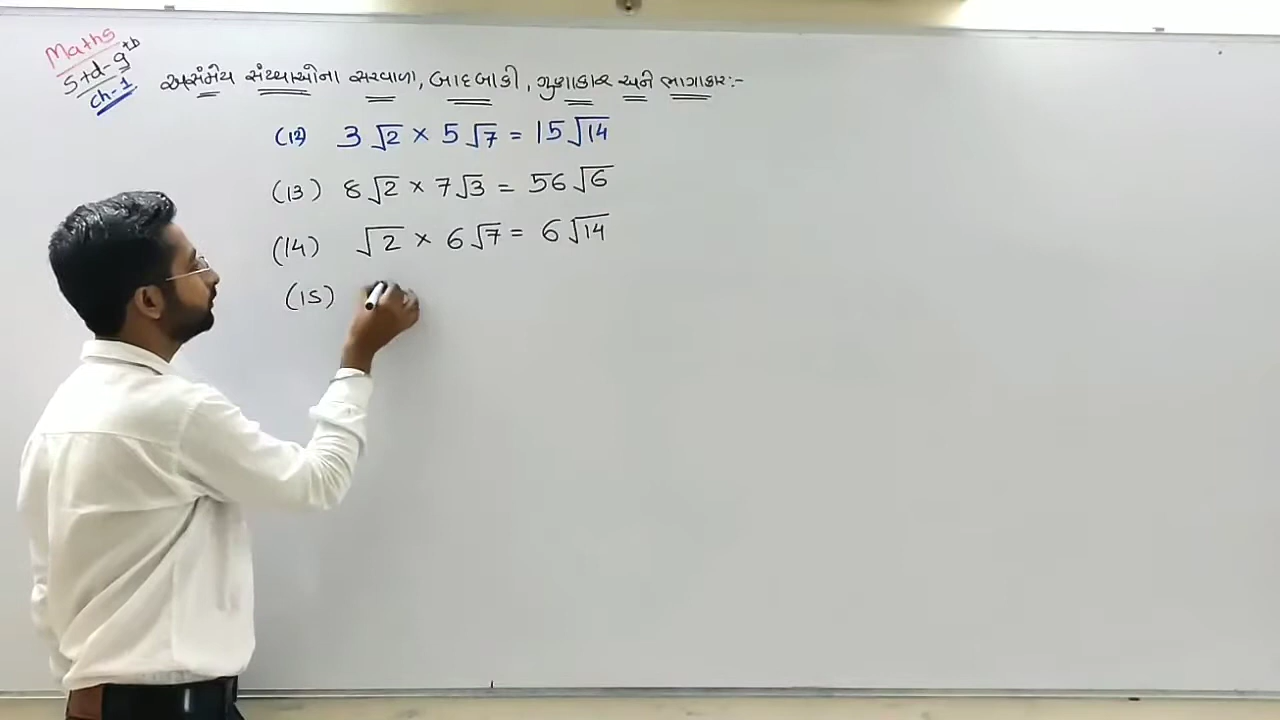 Maths
Std-9th
Ch-1
અસંમેય સંખ્યાઓના સરવાળા, બાદબાકી, ગુણાકાર અને ભાગાકાર:-
(12) 3√2 × 5√7 = 15√14
(13) 8√2 × 7√3 = 56√6
(14) √2 × 6√7 = 6√14
(15)